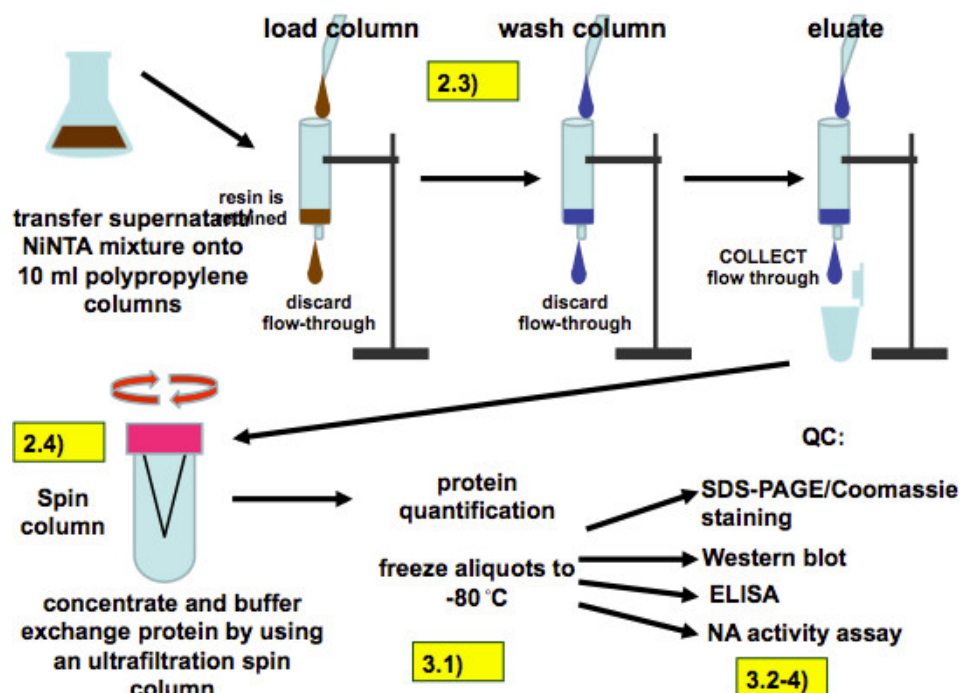 load column
wash column
eluate
2.3)
resin is
retained
transfer supernatant/
NiNTA mixture onto
10 ml polypropylene
columns
discard
flow-through
discard
flow-through
COLLECT
flow through
2.4)
Spin
column
concentrate and buffer
exchange protein by using
an ultrafiltration spin
column
protein
quantification
freeze aliquots to
-80 °C
3.1)
QC:
SDS-PAGE/Coomassie
staining
Western blot
ELISA
NA activity assay
3.2-4)